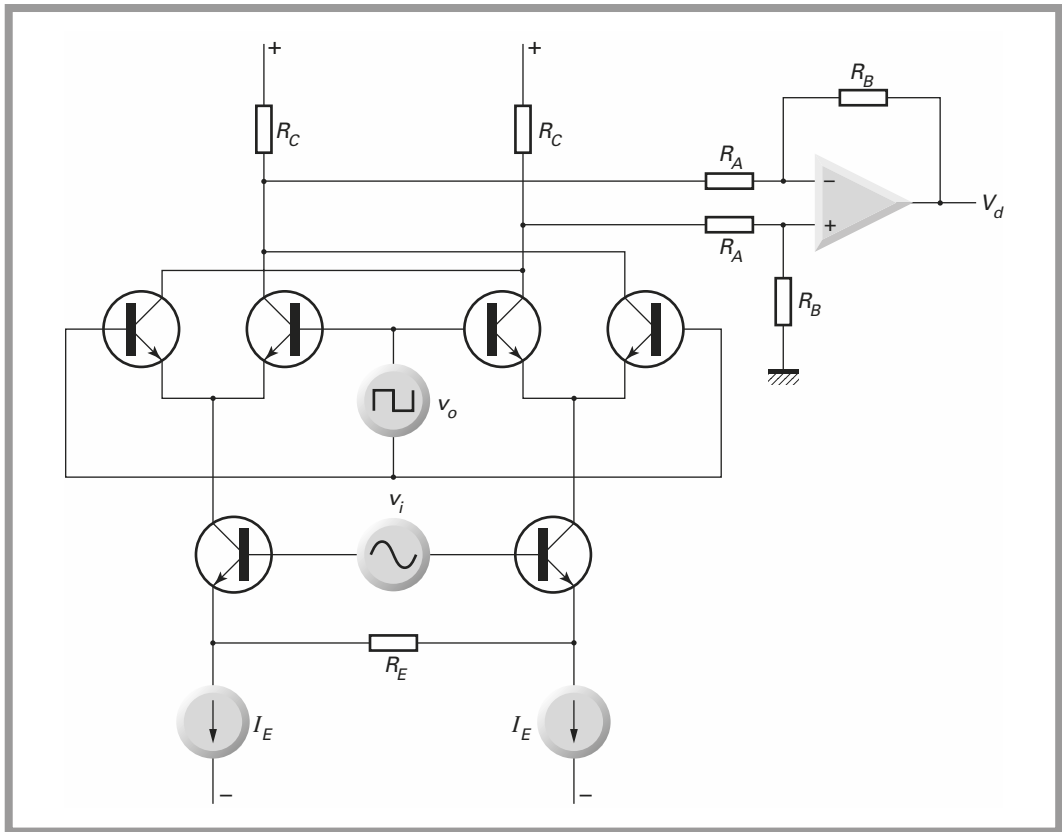 +
+
R_B
R_C
R_C
R_A
−
V_d
R_A
+
R_B
v_o
v_i
R_E
I_E
I_E
−
−